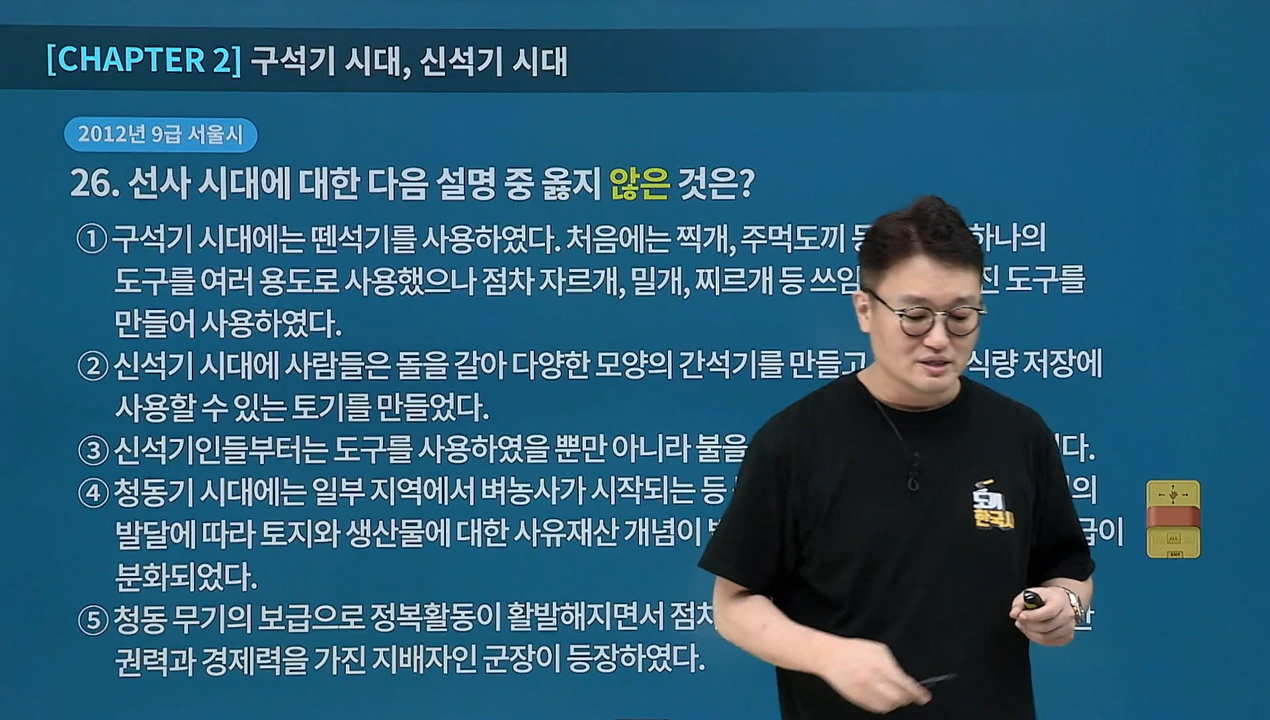 [CHAPTER 2] 구석기 시대, 신석기 시대
2012년 9급 서울시
26. 선사 시대에 대한 다음 설명 중 옳지 않은 것은?
① 구석기 시대에는 뗀석기를 사용하였다. 처음에는 찍개, 주먹도끼 하나의
도구를 여러 용도로 사용했으나 점차 자르개, 밀개, 찌르개 등 도구를
만들어 사용하였다.
② 신석기 시대에 사람들은 돌을 갈아 다양한 모양의 간석기를 만들고 식량 저장에
사용할 수 있는 토기를 만들었다.
③ 신석기인들부터는 도구를 사용하였을 뿐만 아니라 불을
④ 청동기 시대에는 일부 지역에서 벼농사가 시작되는 등
발달에 따라 토지와 생산물에 대한 사유재산 개념이
분화되었다.
⑤ 청동 무기의 보급으로 정복활동이 활발해지면서 점차
권력과 경제력을 가진 지배자인 군장이 등장하였다.
한국사